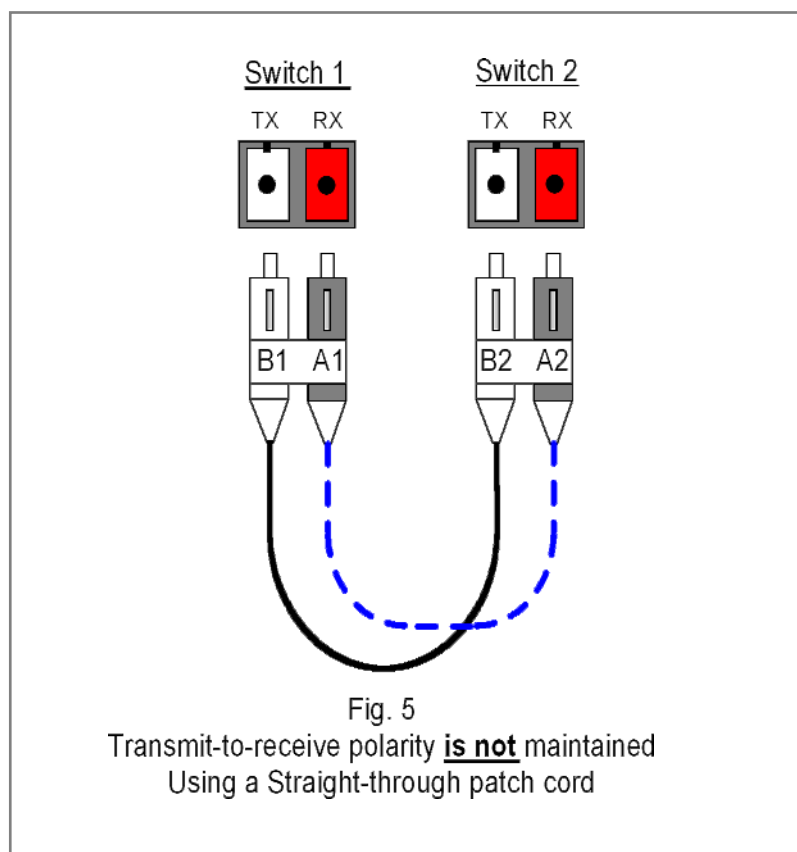 Switch 1 Switch 2
TX RX TX RX
B1 A1 B2 A2
Fig. 5
Transmit-to-receive polarity is not maintained
Using a Straight-through patch cord